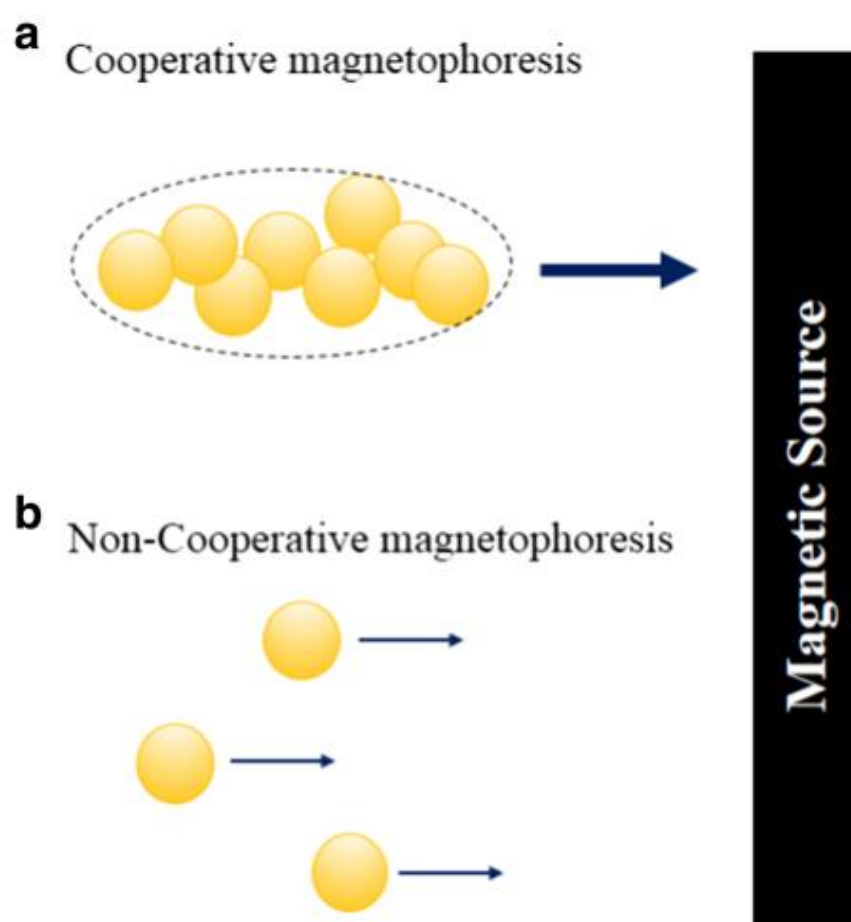 a
Cooperative magnetophoresis
Magnetic Source
b
Non-Cooperative magnetophoresis